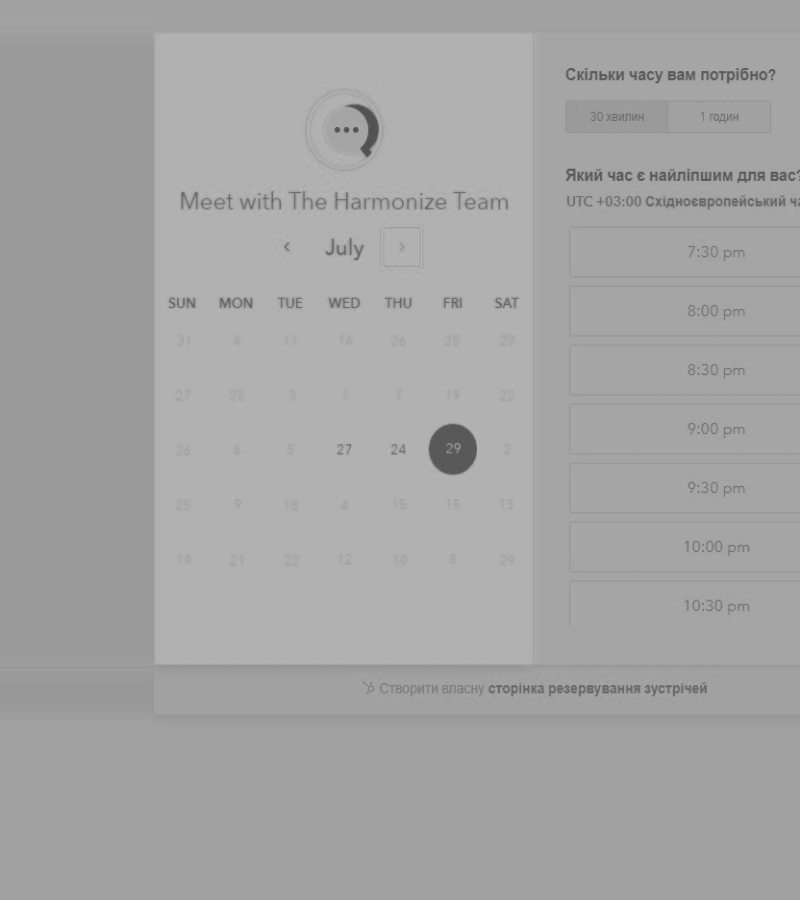 Meet with The Harmonize Team
July
SUN MON TUE WED THU FRI SAT
31 6 11 16 26 25 29
27 25 3 1 7 19 22
26 6 5 27 24 29 2
25 9 18 4 15 15 13
14 21 22 12 10 8 29
Скільки часу вам потрібно?
30 хвилин 1 годин
Який час є найліпшим для вас?
UTC +03:00 Східноєвропейський ча
7:30 pm
8:00 pm
8:30 pm
9:00 pm
9:30 pm
10:00 pm
10:30 pm
Створити власну сторінка резервування зустрічей